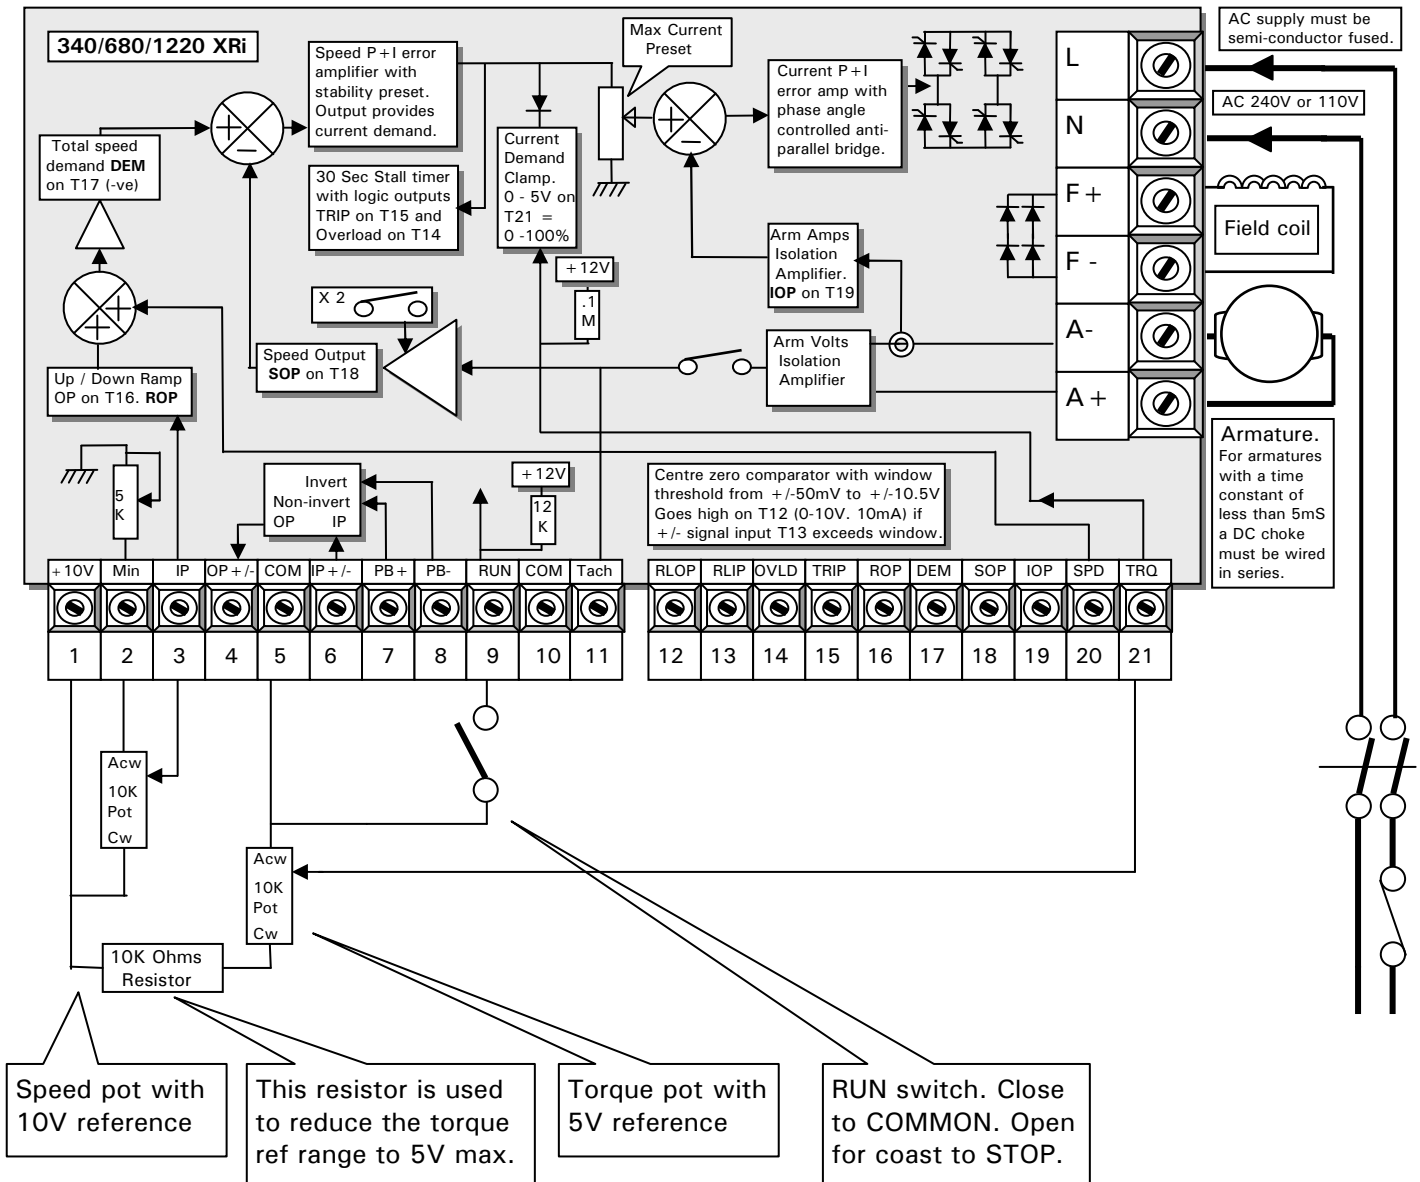 340/680/1220 XRi
Speed P+I error
amplifier with
stability preset.
Output provides
current demand.
Max Current
Preset
Current P+I
error amp with
phase angle
controlled anti-
parallel bridge.
AC supply must be
semi-conductor fused.
AC 240V or 110V
L
N
F+
F -
A-
A+
Field coil
Total speed
demand DEM
on T17 (-ve)
30 Sec Stall timer
with logic outputs
TRIP on T15 and
Overload on T14
Current
Demand
Clamp.
0 - 5V on
T21 =
0 -100%
+12V
.1
M
Arm Amps
Isolation
Amplifier.
IOP on T19
X 2
Speed Output
SOP on T18
Arm Volts
Isolation
Amplifier
Up / Down Ramp
OP on T16. ROP
5
K
Invert
Non-invert
OP IP
+12V
12
K
Centre zero comparator with window
threshold from +/-50mV to +/-10.5V
Goes high on T12 (0-10V. 10mA) if
+/- signal input T13 exceeds window.
Armature.
For armatures
with a time
constant of
less than 5mS
a DC choke
must be wired
in series.
+10V Min IP OP+/- COM IP+/- PB+ PB- RUN COM Tach RLOP RLIP OVLD TRIP ROP DEM SOP IOP SPD TRQ
1 2 3 4 5 6 7 8 9 10 11 12 13 14 15 16 17 18 19 20 21
Acw
10K
Pot
Cw
Acw
10K
Pot
Cw
10K Ohms
Resistor
Speed pot with
10V reference
This resistor is used
to reduce the torque
ref range to 5V max.
Torque pot with
5V reference
RUN switch. Close
to COMMON. Open
for coast to STOP.